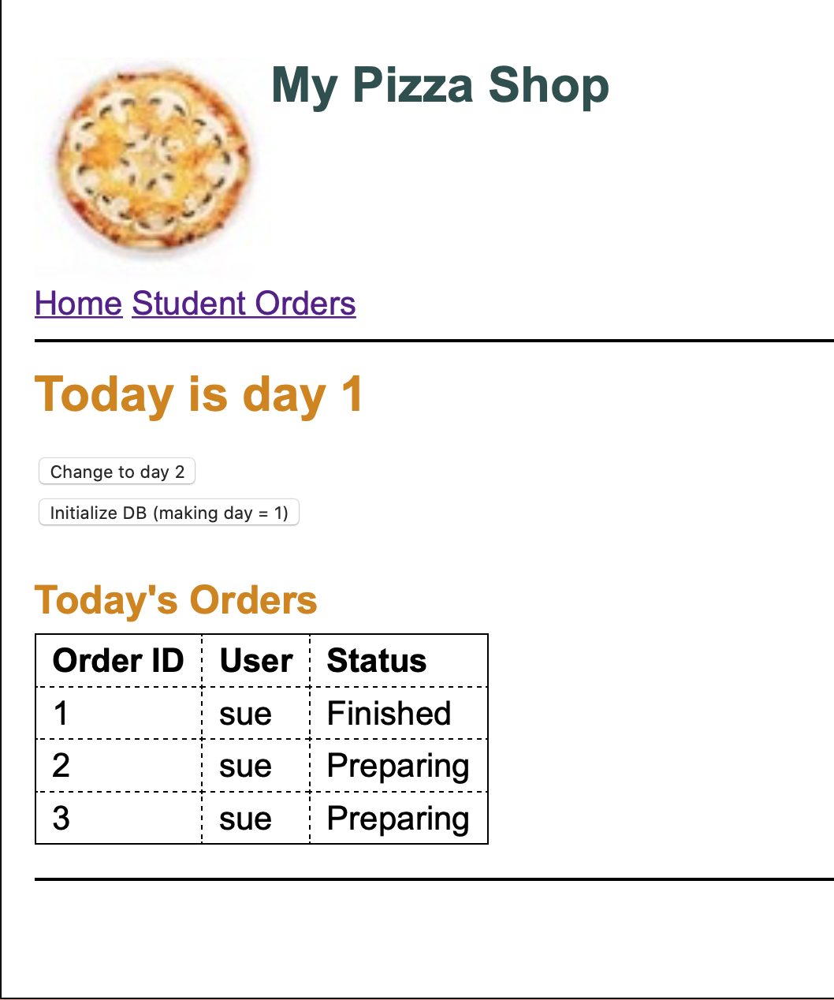 My Pizza Shop
Home Student Orders
Today is day 1
Change to day 2
Initialize DB (making day = 1)
Today's Orders
Order ID User Status
1 sue Finished
2 sue Preparing
3 sue Preparing